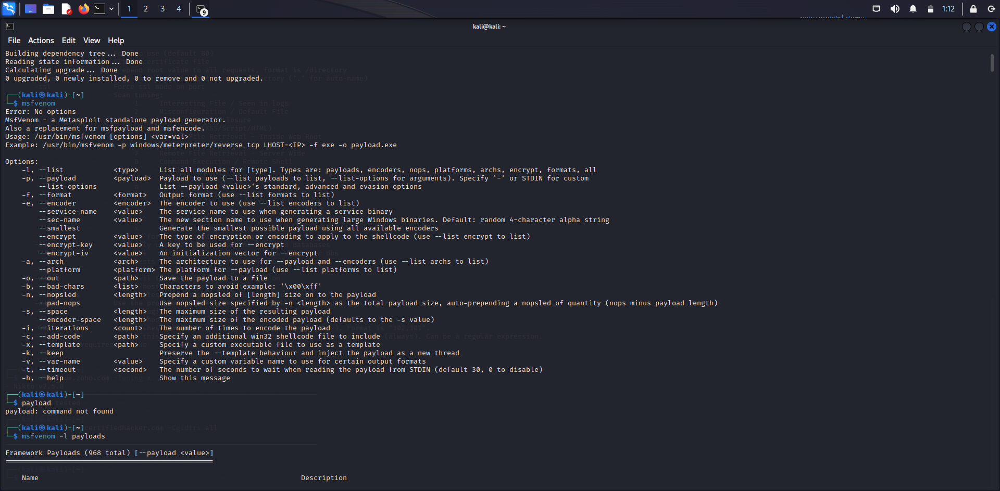 1 2 3 4 9 1:12
kali@kali: ~
File Actions Edit View Help
Building dependency tree... Done
Reading state information... Done
Calculating upgrade... Done
0 upgraded, 0 newly installed, 0 to remove and 0 not upgraded.
┌──(kali㉿kali)-[~]
└─$ msfvenom
Error: No options
MsfVenom - a Metasploit standalone payload generator.
Also a replacement for msfpayload and msfencode.
Usage: /usr/bin/msfvenom [options] <var=val>
Example: /usr/bin/msfvenom -p windows/meterpreter/reverse_tcp LHOST=<IP> -f exe -o payload.exe
Options:
-l, --list <type> List all modules for [type]. Types are: payloads, encoders, nops, platforms, archs, encrypt, formats, all
-p, --payload <payload> Payload to use (--list payloads to list, --list-options for arguments). Specify '-' or STDIN for custom
--list-options List --payload <value>'s standard, advanced and evasion options
-f, --format <format> Output format (use --list formats to list)
-e, --encoder <encoder> The encoder to use (use --list encoders to list)
--service-name <value> The service name to use when generating a service binary
--sec-name <value> The new section name to use when generating large Windows binaries. Default: random 4-character alpha string
--smallest Generate the smallest possible payload using all available encoders
--encrypt <value> The type of encryption or encoding to apply to the shellcode (use --list encrypt to list)
--encrypt-key <value> A key to be used for --encrypt
--encrypt-iv <value> An initialization vector for --encrypt
-a, --arch <arch> The architecture to use for --payload and --encoders (use --list archs to list)
--platform <platform> The platform for --payload (use --list platforms to list)
-o, --out <path> Save the payload to a file
-b, --bad-chars <list> Characters to avoid example: '\x00\xff'
-n, --nopsled <length> Prepend a nopsled of [length] size on to the payload
--pad-nops Use nopsled size specified by -n <length> as the total payload size, auto-prepending a nopsled of quantity (nops minus payload length)
-s, --space <length> The maximum size of the resulting payload
--encoder-space <length> The maximum size of the encoded payload (defaults to the -s value)
-i, --iterations <count> The number of times to encode the payload
-c, --add-code <path> Specify an additional win32 shellcode file to include
-x, --template <path> Specify a custom executable file to use as a template
-k, --keep Preserve the --template behaviour and inject the payload as a new thread
-v, --var-name <value> Specify a custom variable name to use for certain output formats
-t, --timeout <second> The number of seconds to wait when reading the payload from STDIN (default 30, 0 to disable)
-h, --help Show this message
┌──(kali㉿kali)-[~]
└─$ payload
payload: command not found
┌──(kali㉿kali)-[~]
└─$ msfvenom -l payloads
Framework Payloads (968 total) [--payload <value>]
==================================================
Name Description